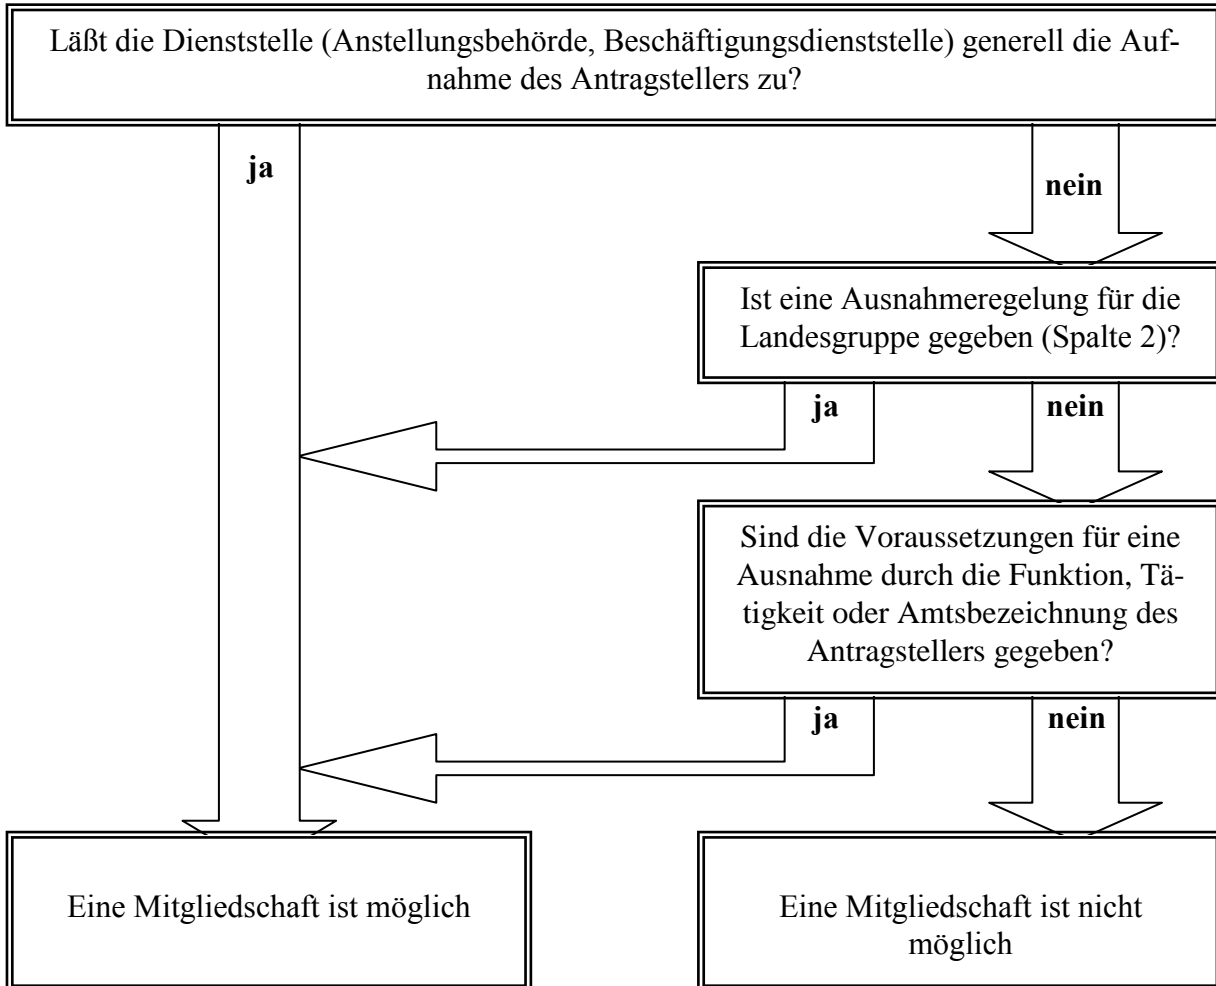 Läßt die Dienststelle (Anstellungsbehörde, Beschäftigungsdienststelle) generell die Auf-
nahme des Antragstellers zu?
ja
nein
Ist eine Ausnahmeregelung für die
Landesgruppe gegeben (Spalte 2)?
ja
nein
Sind die Voraussetzungen für eine
Ausnahme durch die Funktion, Tä-
tigkeit oder Amtsbezeichnung des
Antragstellers gegeben?
ja
nein
Eine Mitgliedschaft ist möglich
Eine Mitgliedschaft ist nicht
möglich